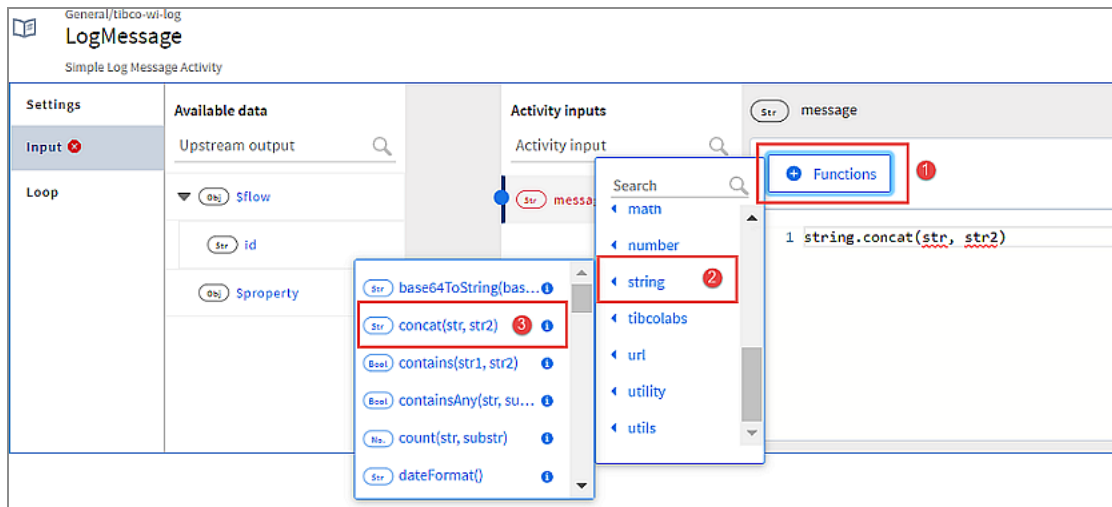 General/tibco-wi-log
LogMessage
Simple Log Message Activity
Settings
Input
Loop
Available data
Upstream output
Obj $flow
Str id
Obj $property
Activity inputs
Activity input
Str messa
Str message
Functions 1
1 string.concat(str, str2)
Search
math
number
string 2
tibcolabs
url
utility
utils
Str base64ToString(bas...
Str concat(str, str2) 3
Bool contains(str1, str2)
Bool containsAny(str, su...
No. count(str, substr)
Str dateFormat()